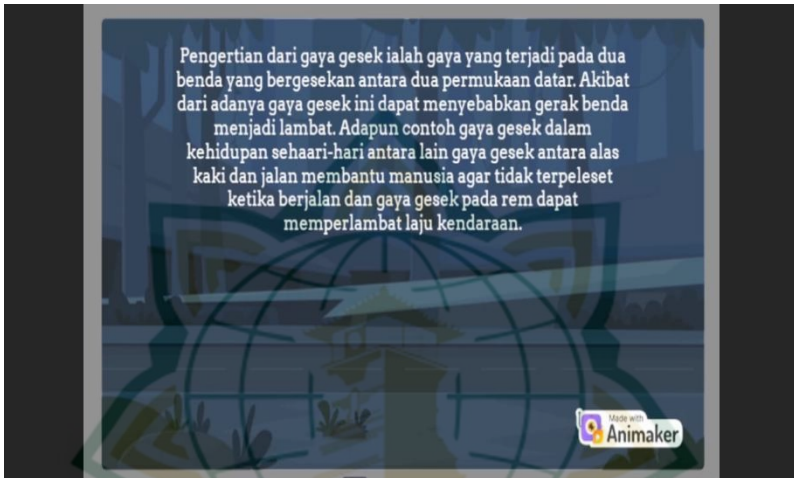 Pengertian dari gaya gesek ialah gaya yang terjadi pada dua
benda yang bergesekan antara dua permukaan datar. Akibat
dari adanya gaya gesek ini dapat menyebabkan gerak benda
menjadi lambat. Adapun contoh gaya gesek dalam
kehidupan sehaari-hari antara lain gaya gesek antara alas
kaki dan jalan membantu manusia agar tidak terpeleset
ketika berjalan dan gaya gesek pada rem dapat
memperlambat laju kendaraan.
Made with
Animaker